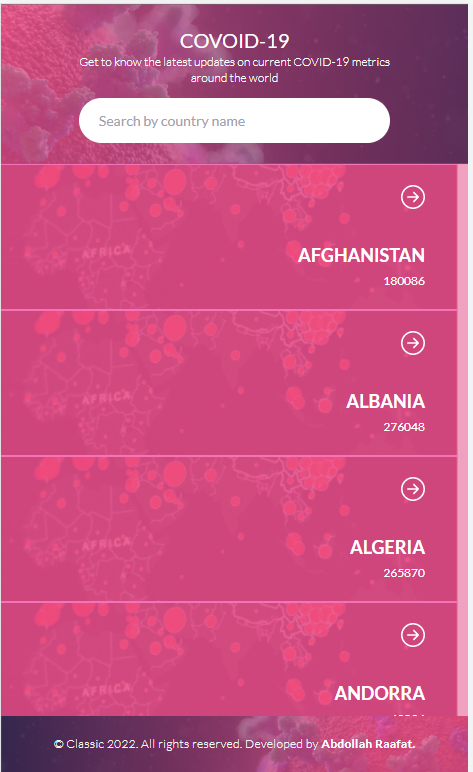 COVOID-19
Get to know the latest updates on current COVID-19 metrics
around the world
Search by country name
AFRICA
AFGHANISTAN
180086
AFRICA
ALBANIA
276048
AFRICA
ALGERIA
265870
AFRICA
ANDORRA
© Classic 2022. All rights reserved. Developed by Abdollah Raafat.